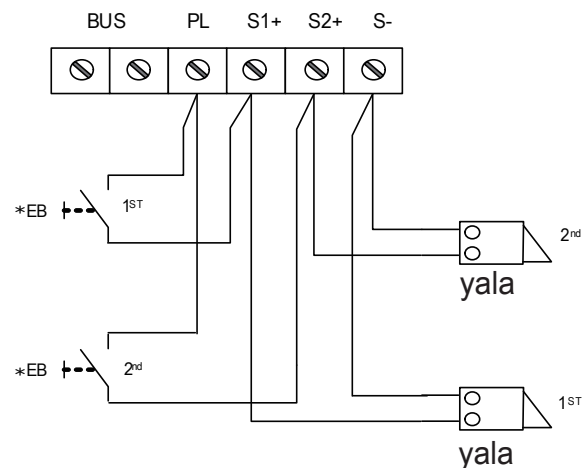 BUS PL S1+ S2+ S-
*EB 1ST
2nd
yala
*EB 2nd
1ST
yala